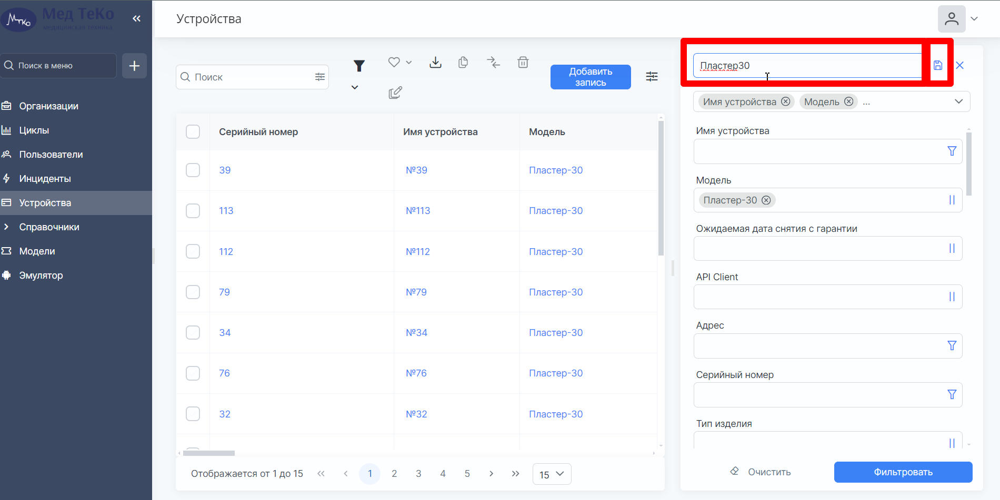 Мед ТеКо
медицинская техника
Поиск в меню
Организации
Циклы
Пользователи
Инциденты
Устройства
Справочники
Модели
Эмулятор
Устройства
Поиск
Добавить
запись
Серийный номер Имя устройства Модель
39 №39 Пластер-30
113 №113 Пластер-30
112 №112 Пластер-30
79 №79 Пластер-30
34 №34 Пластер-30
76 №76 Пластер-30
32 №32 Пластер-30
Отображается от 1 до 15 1 2 3 4 5 15
Пластер30
Имя устройства Модель ...
Имя устройства
Модель
Пластер-30
Ожидаемая дата снятия с гарантии
API Client
Адрес
Серийный номер
Тип изделия
Очистить Фильтровать